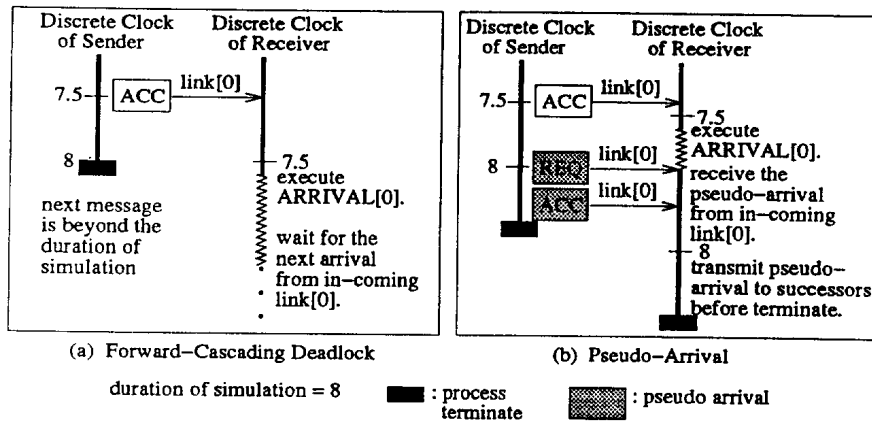 Discrete Clock
of Sender
Discrete Clock
of Receiver
7.5
ACC
link[0]
8
7.5
execute
ARRIVAL[0].
next message
is beyond the
duration of
simulation
wait for the
next arrival
from in-coming
link[0].
(a) Forward-Cascading Deadlock
Discrete Clock
of Sender
Discrete Clock
of Receiver
7.5
ACC
link[0]
7.5
execute
ARRIVAL[0].
8
REQ
link[0]
receive the
pseudo-arrival
from in-coming
link[0].
ACC
link[0]
8
transmit pseudo-
arrival to successors
before terminate.
(b) Pseudo-Arrival
duration of simulation = 8
: process
terminate
: pseudo arrival